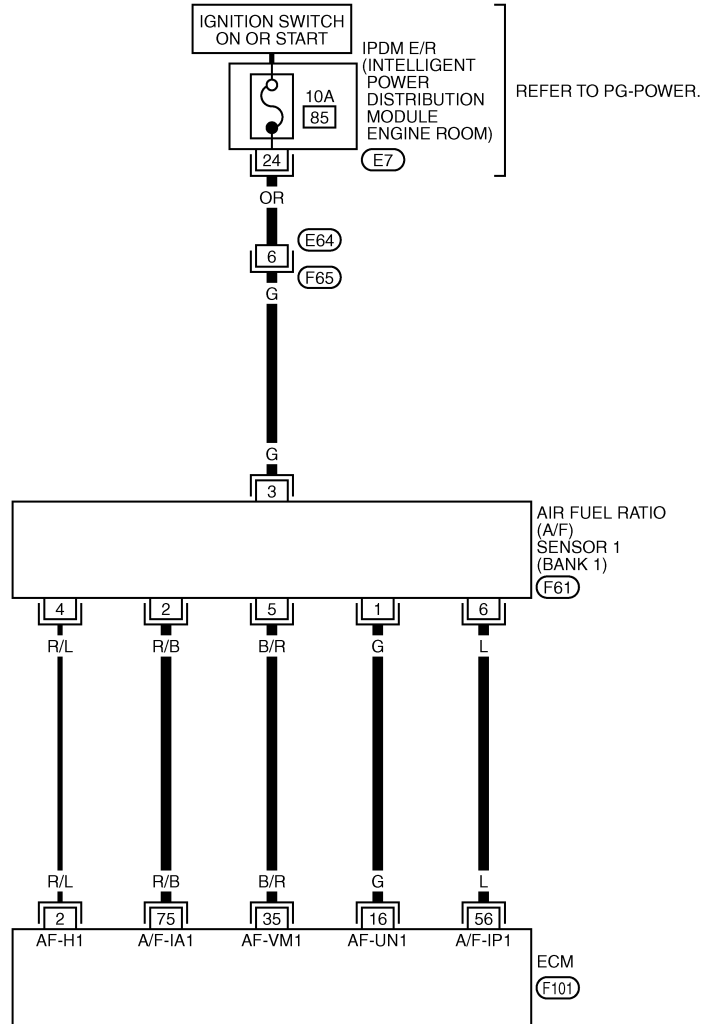 IGNITION SWITCH
ON OR START
IPDM E/R
(INTELLIGENT
POWER
DISTRIBUTION
MODULE
ENGINE ROOM)
REFER TO PG-POWER.
10A
85
24
E7
OR
E64
6
F65
G
G
3
AIR FUEL RATIO
(A/F)
SENSOR 1
(BANK 1)
F61
4 2 5 1 6
R/L R/B B/R G L
R/L R/B B/R G L
2 75 35 16 56
AF-H1 A/F-IA1 AF-VM1 AF-UN1 A/F-IP1
ECM
F101